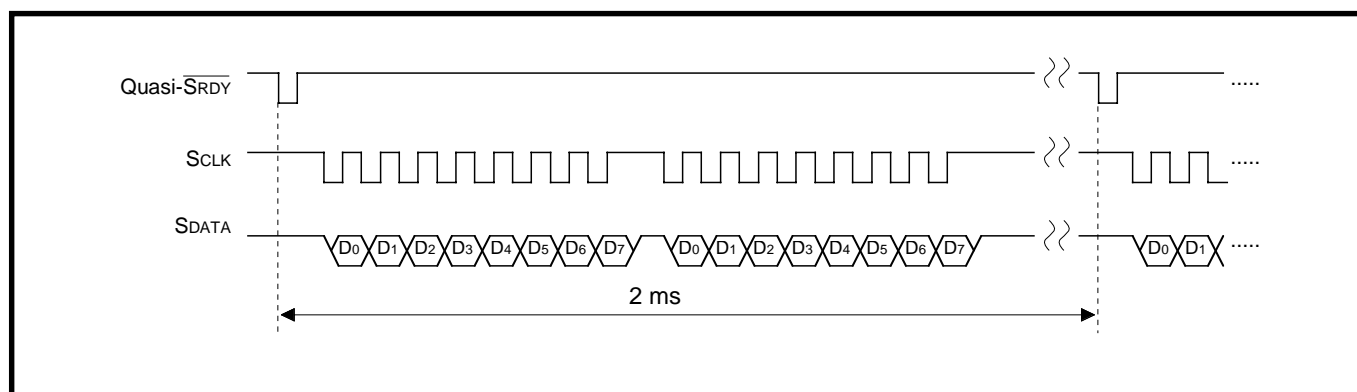 Quasi-SRDY
.....
SCLK
.....
SDATA
D0 D1 D2 D3 D4 D5 D6 D7 D0 D1 D2 D3 D4 D5 D6 D7 D0 D1 .....
2 ms